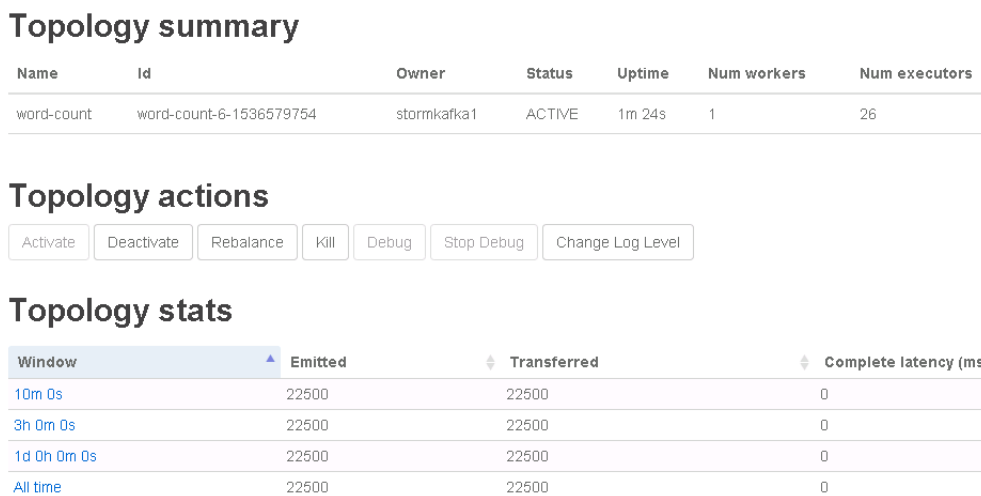 Topology summary
Name Id Owner Status Uptime Num workers Num executors
word-count word-count-6-1536579754 stormkafka1 ACTIVE 1m 24s 1 26
Topology actions
Activate Deactivate Rebalance Kill Debug Stop Debug Change Log Level
Topology stats
Window Emitted Transferred Complete latency (ms
10m 0s 22500 22500 0
3h 0m 0s 22500 22500 0
1d 0h 0m 0s 22500 22500 0
All time 22500 22500 0